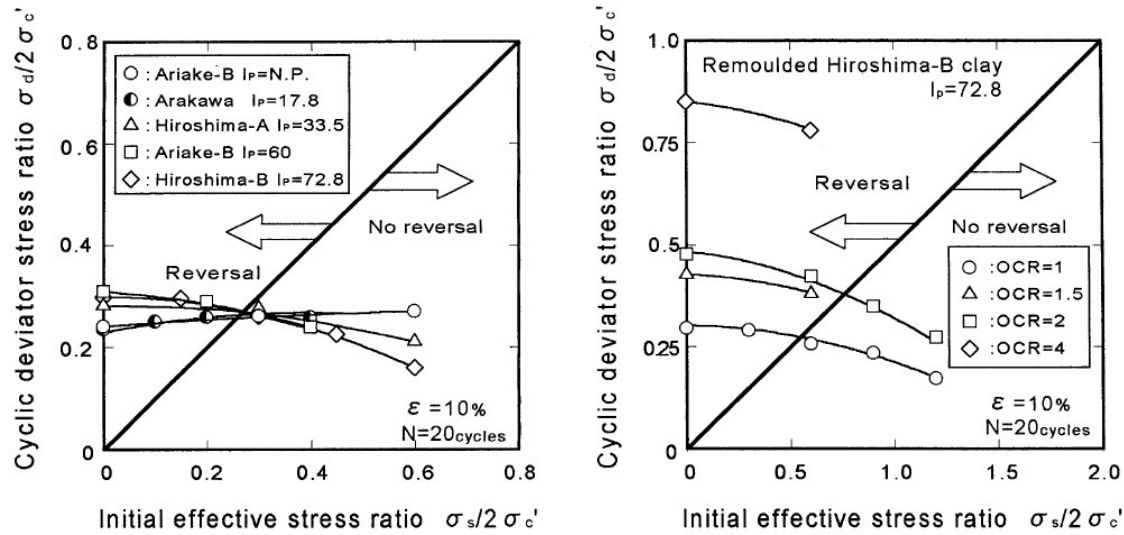 Cyclic deviator stress ratio σd/2σc'
0.8
0.6
0.4
0.2
0
○ : Ariake-B IP=N.P.
◐ : Arakawa IP=17.8
△ : Hiroshima-A IP=33.5
□ : Ariake-B IP=60
◇ : Hiroshima-B IP=72.8
No reversal
Reversal
ε=10%
N=20cycles
0 0.2 0.4 0.6 0.8
Initial effective stress ratio σs/2σc'
Cyclic deviator stress ratio σd/2σc'
1.0
0.75
0.5
0.25
0
Remoulded Hiroshima-B clay
IP=72.8
Reversal
No reversal
○ :OCR=1
△ :OCR=1.5
□ :OCR=2
◇ :OCR=4
ε=10%
N=20cycles
0 0.5 1.0 1.5 2.0
Initial effective stress ratio σs/2σc'